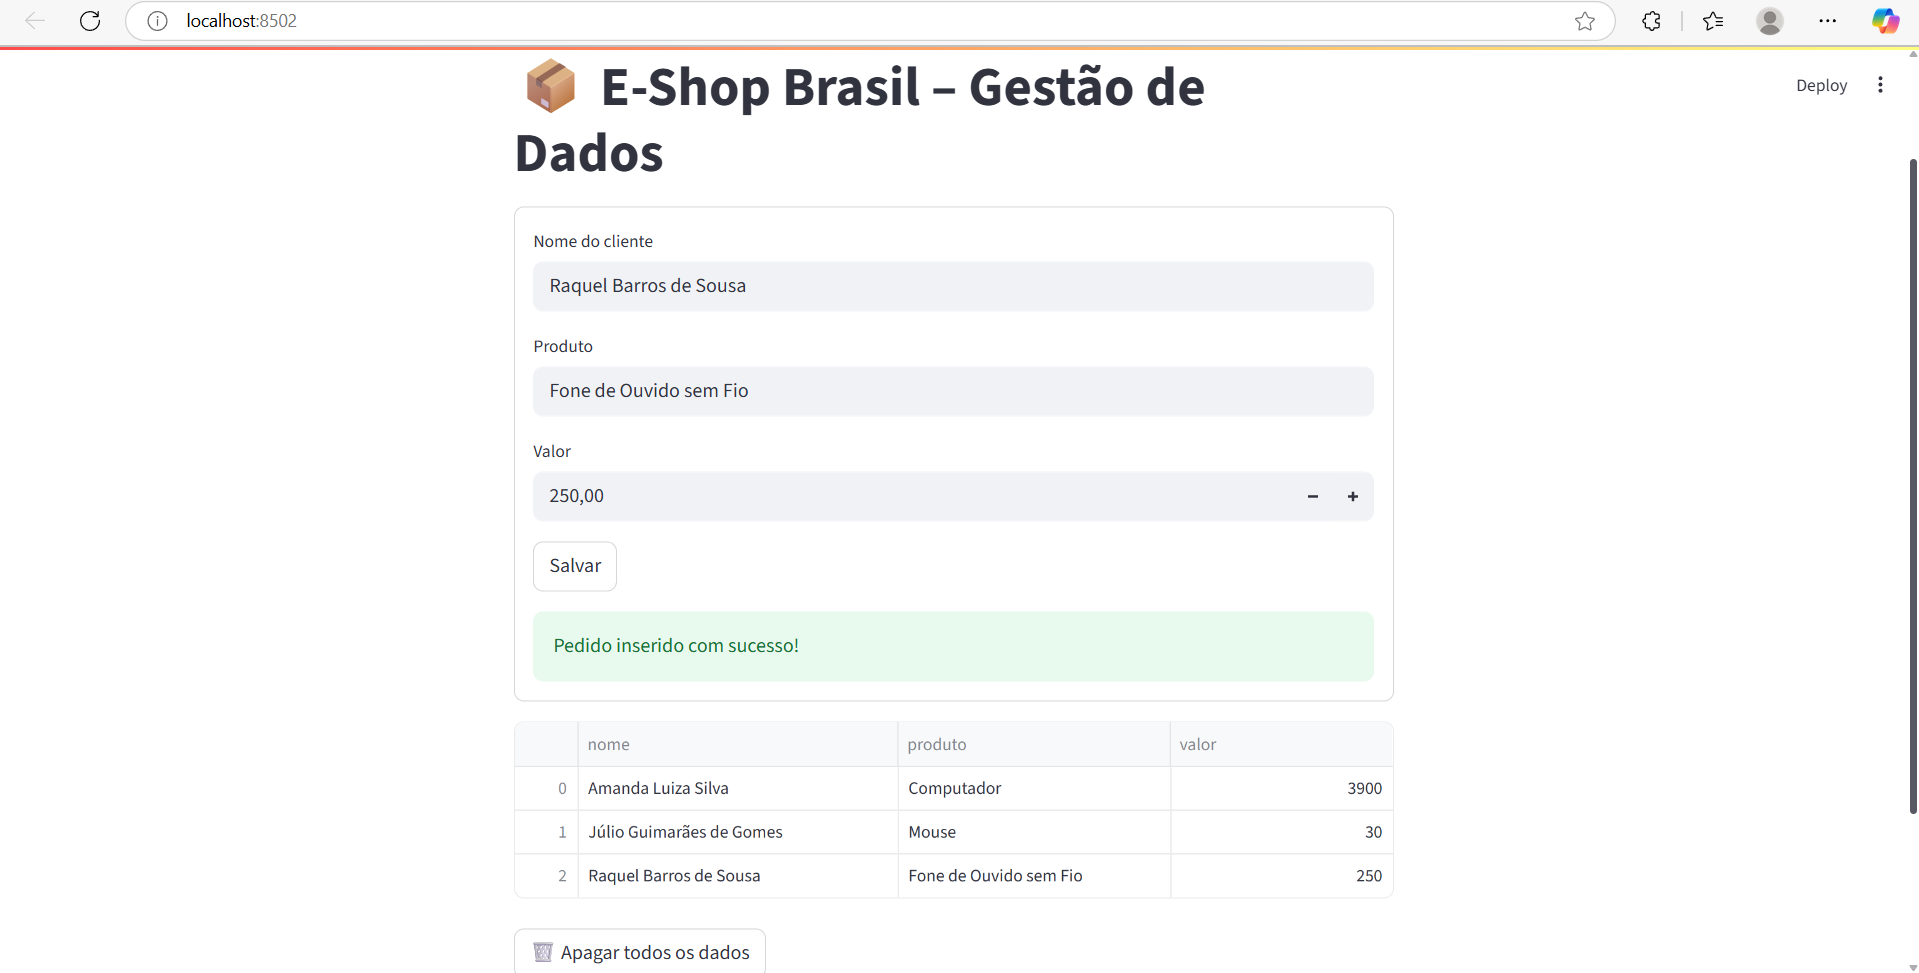 localhost:8502
Deploy
E-Shop Brasil – Gestão de
Dados
Nome do cliente
Raquel Barros de Sousa
Produto
Fone de Ouvido sem Fio
Valor
250,00
Salvar
Pedido inserido com sucesso!
nome produto valor
0 Amanda Luiza Silva Computador 3900
1 Júlio Guimarães de Gomes Mouse 30
2 Raquel Barros de Sousa Fone de Ouvido sem Fio 250
Apagar todos os dados